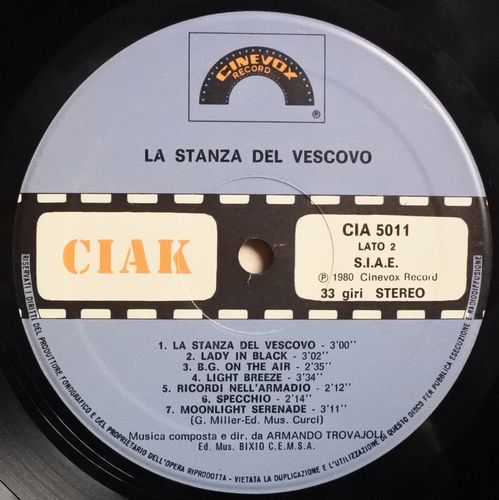 CINEVOX
RECORD
®
LA STANZA DEL VESCOVO
CIAK
CIA 5011
LATO 2
S.I.A.E.
℗ 1980 Cinevox Record
33 giri STEREO
1. LA STANZA DEL VESCOVO - 3'00''
2. LADY IN BLACK - 3'02''
3. B.G. ON THE AIR - 2'35''
4. LIGHT BREEZE - 3'34''
5. RICORDI NELL'ARMADIO - 2'12''
6. SPECCHIO - 2'14''
7. MOONLIGHT SERENADE - 3'11''
(G. Miller-Ed. Mus. Curci)
Musica composta e dir. da ARMANDO TROVAJOLI
Ed. Mus. BIXIO C.E.M.S.A.
RISERVATI I DIRITTI DEL PRODUTTORE FONOGRAFICO E DEL PROPRIETARIO DELL'OPERA RIPRODOTTA - VIETATA LA DUPLICAZIONE E L'UTILIZZAZIONE DI QUESTO DISCO PER PUBBLICA ESECUZIONE E RADIODIFFUSIONE